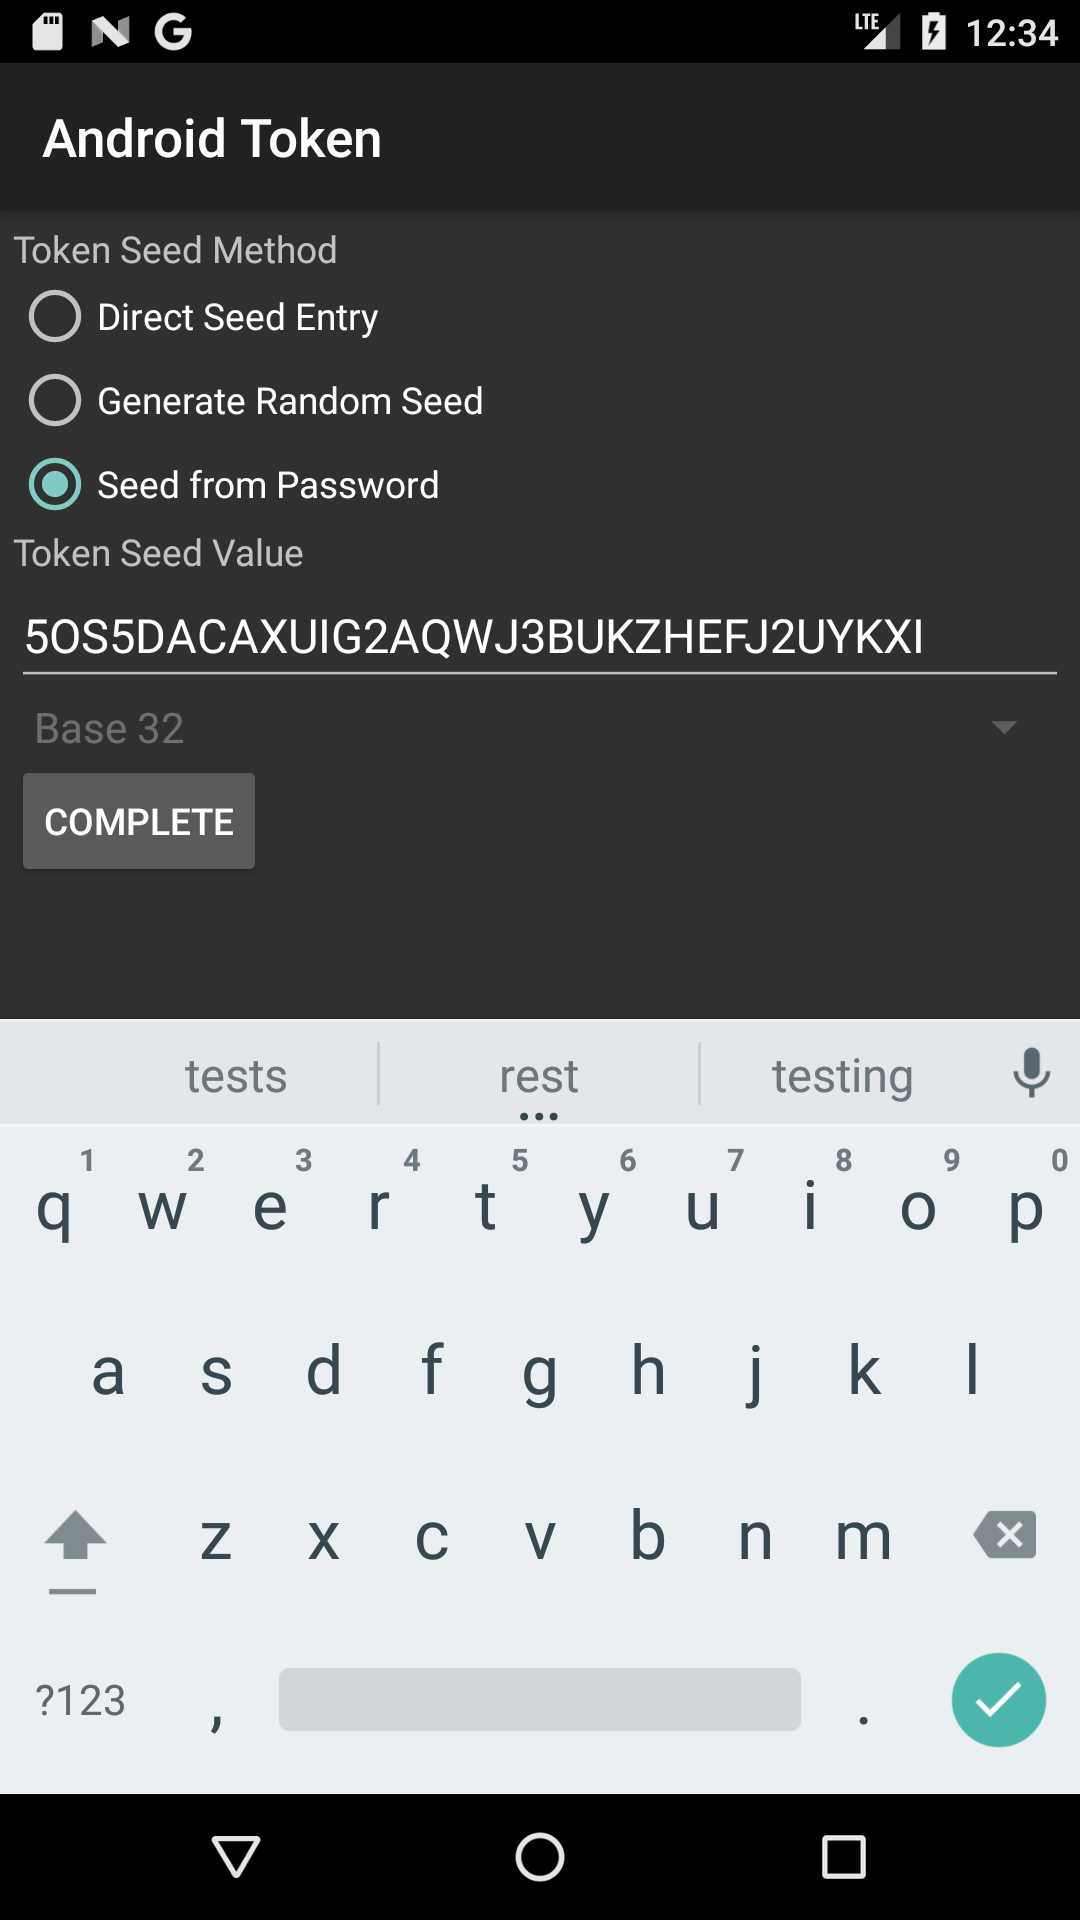 LTE 12:34
Android Token
Token Seed Method
Direct Seed Entry
Generate Random Seed
Seed from Password
Token Seed Value
5OS5DACAXUIG2AQWJ3BUKZHEFJ2UYKXI
Base 32
COMPLETE
tests rest testing
1 2 3 4 5 6 7 8 9 0
q w e r t y u i o p
a s d f g h j k l
z x c v b n m
?123 , .